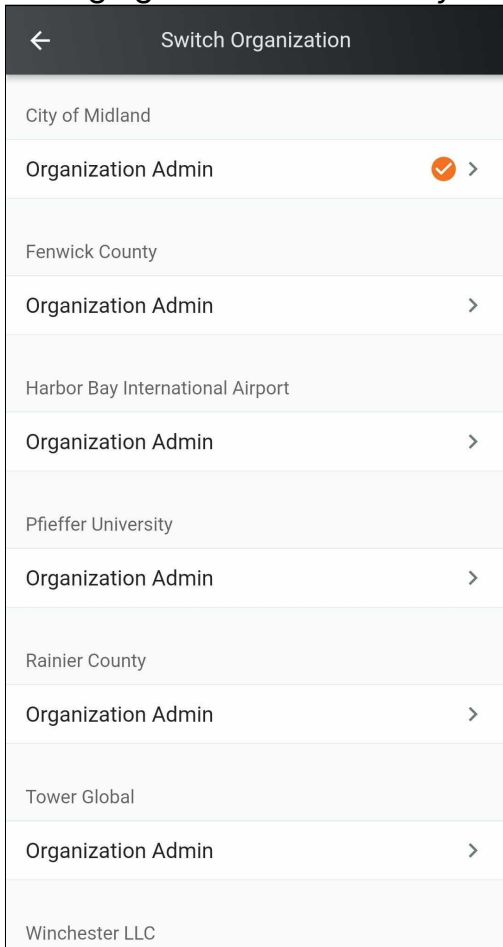 Switch Organization
City of Midland
Organization Admin
Fenwick County
Organization Admin
Harbor Bay International Airport
Organization Admin
Pfieffer University
Organization Admin
Rainier County
Organization Admin
Tower Global
Organization Admin
Winchester LLC